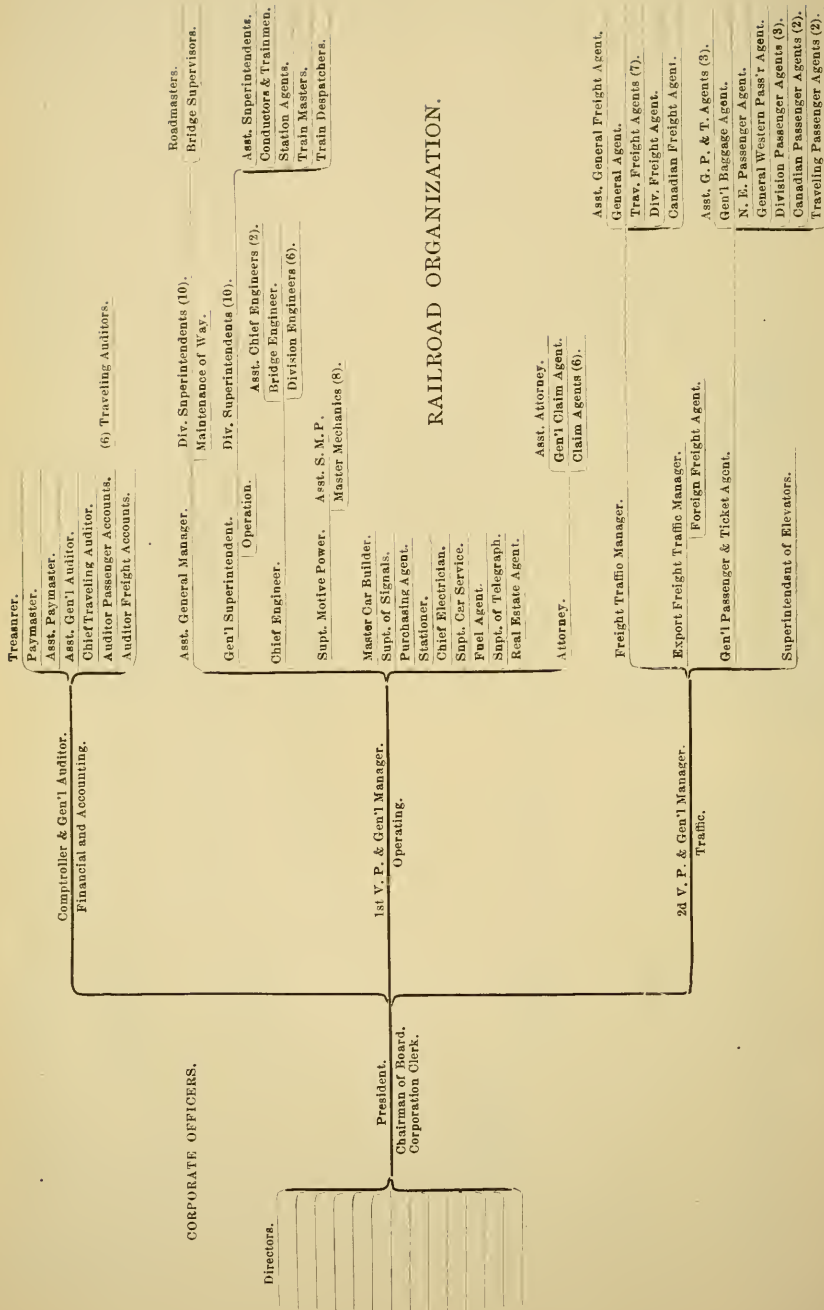 RAILROAD ORGANIZATION.
CORPORATE OFFICERS.
Directors.
President.
Chairman of Board.
Corporation Clerk.
Comptroller & Gen'l Auditor.
Financial and Accounting.
Treasurer.
Paymaster.
Asst. Paymaster.
Asst. Gen'l Auditor.
Chief Traveling Auditor.
(6) Traveling Auditors.
Auditor Passenger Accounts.
Auditor Freight Accounts.
1st V. P. & Gen'l Manager.
Operating.
Asst. General Manager.
Div. Superintendents (10).
Maintenance of Way.
Roadmasters.
Bridge Supervisors.
Gen'l Superintendent.
Operation.
Div. Superintendents (10).
Asst. Superintendents.
Conductors & Trainmen.
Station Agents.
Train Masters.
Train Despatchers.
Chief Engineer.
Asst. Chief Engineers (2).
Bridge Engineer.
Division Engineers (6).
Supt. Motive Power.
Asst. S. M. P.
Master Mechanics (8).
Master Car Builder.
Supt. of Signals.
Purchasing Agent.
Stationer.
Chief Electrician.
Supt. Car Service.
Fuel Agent.
Supt. of Telegraph.
Real Estate Agent.
Attorney.
Asst. Attorney.
Gen'l Claim Agent.
Claim Agents (6).
2d V. P. & Gen'l Manager.
Traffic.
Freight Traffic Manager.
Asst. General Freight Agent.
General Agent.
Trav. Freight Agents (7).
Div. Freight Agent.
Canadian Freight Agent.
Export Freight Traffic Manager.
Foreign Freight Agent.
Gen'l Passenger & Ticket Agent.
Asst. G. P. & T. Agents (3).
Gen'l Baggage Agent.
N. E. Passenger Agent.
General Western Pass'r Agent.
Division Passenger Agents (3).
Canadian Passenger Agents (2).
Traveling Passenger Agents (2).
Superintendent of Elevators.